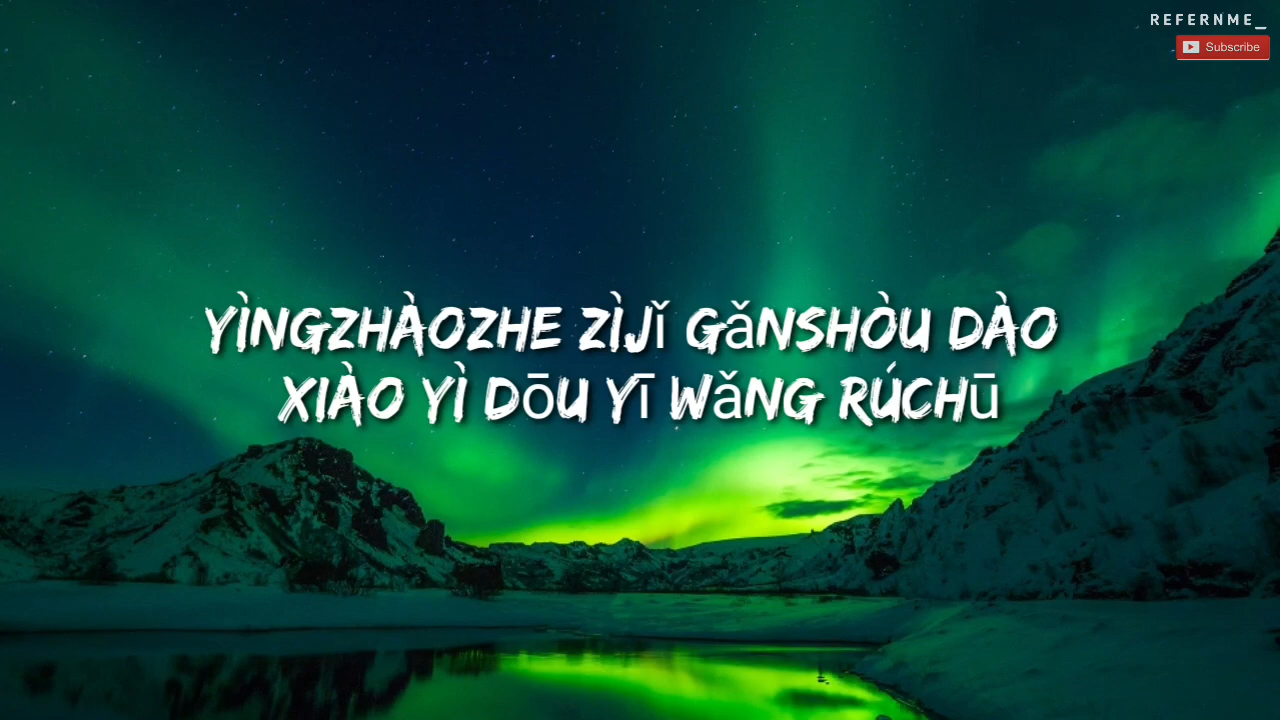 REFERNME_
Subscribe
YÌNGZHÀOZHE ZÌJǏ GǍNSHÒU DÀO
XIÀO YÌ DŌU YĪ WǍNG RÚCHŪ